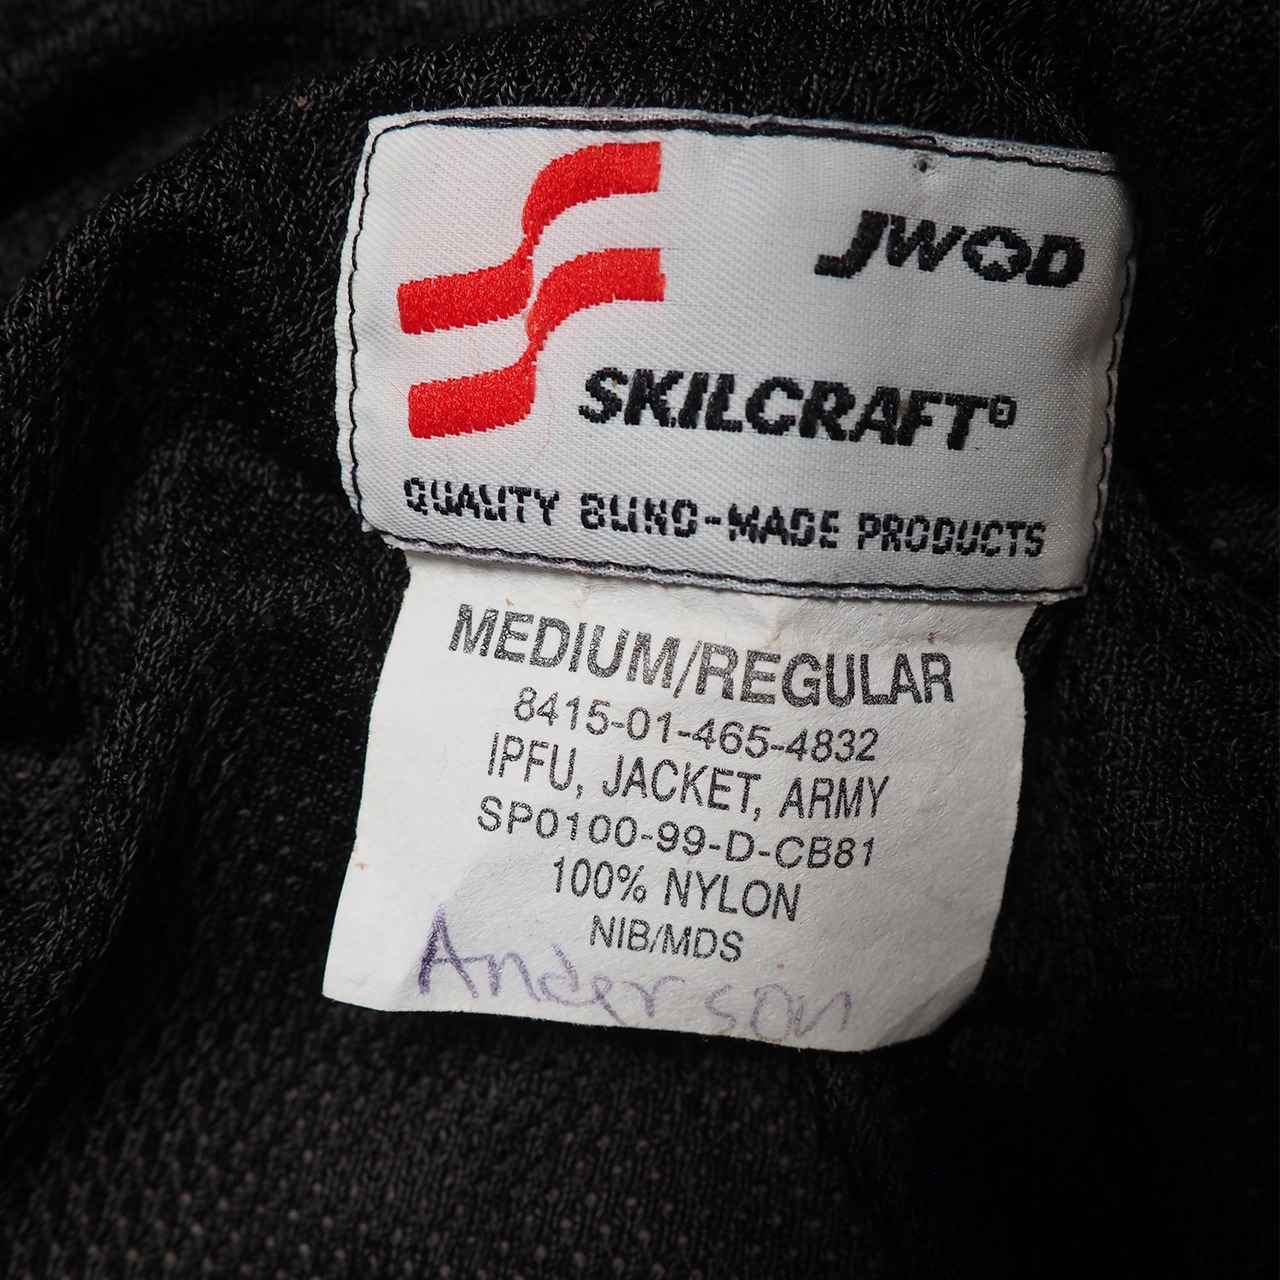 JWOD
SKILCRAFT®
QUALITY BLIND-MADE PRODUCTS
MEDIUM/REGULAR
8415-01-465-4832
IPFU, JACKET, ARMY
SP0100-99-D-CB81
100% NYLON
NIB/MDS
Anderson